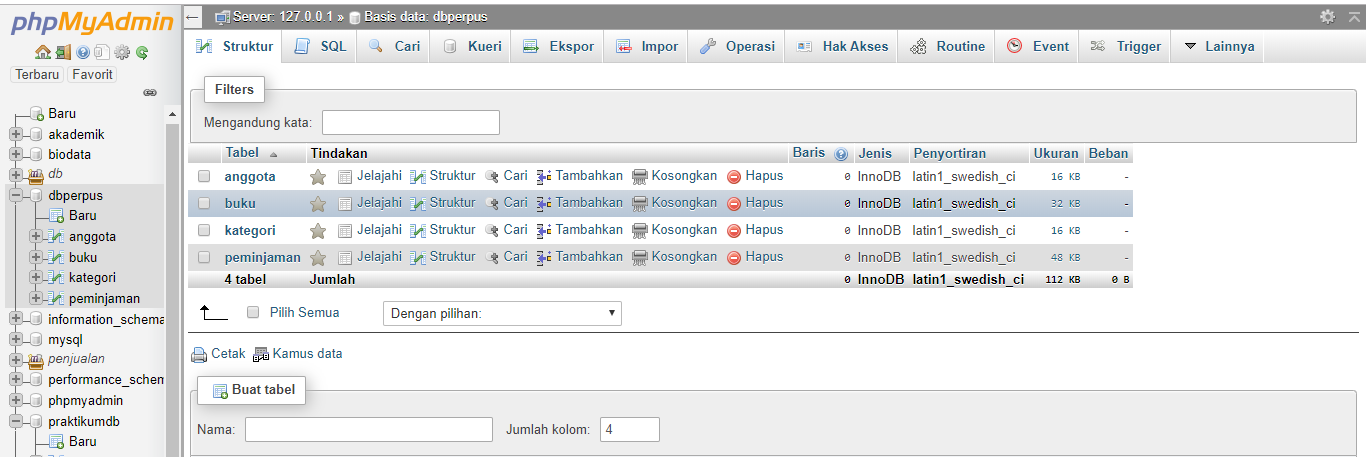 phpMyAdmin
Terbaru Favorit
Baru
akademik
biodata
db
dbperpus
Baru
anggota
buku
kategori
peminjaman
information_schema
mysql
penjualan
performance_schem
phpmyadmin
praktikumdb
Baru
Server: 127.0.0.1 » Basis data: dbperpus
Struktur SQL Cari Kueri Ekspor Impor Operasi Hak Akses Routine Event Trigger Lainnya
Filters
Mengandung kata:
Tabel Tindakan Baris Jenis Penyortiran Ukuran Beban
anggota Jelajahi Struktur Cari Tambahkan Kosongkan Hapus 0 InnoDB latin1_swedish_ci 16 KB -
buku Jelajahi Struktur Cari Tambahkan Kosongkan Hapus 0 InnoDB latin1_swedish_ci 32 KB -
kategori Jelajahi Struktur Cari Tambahkan Kosongkan Hapus 0 InnoDB latin1_swedish_ci 16 KB -
peminjaman Jelajahi Struktur Cari Tambahkan Kosongkan Hapus 0 InnoDB latin1_swedish_ci 48 KB -
4 tabel Jumlah 0 InnoDB latin1_swedish_ci 112 KB 0 B
Pilih Semua Dengan pilihan:
Cetak Kamus data
Buat tabel
Nama: Jumlah kolom: 4